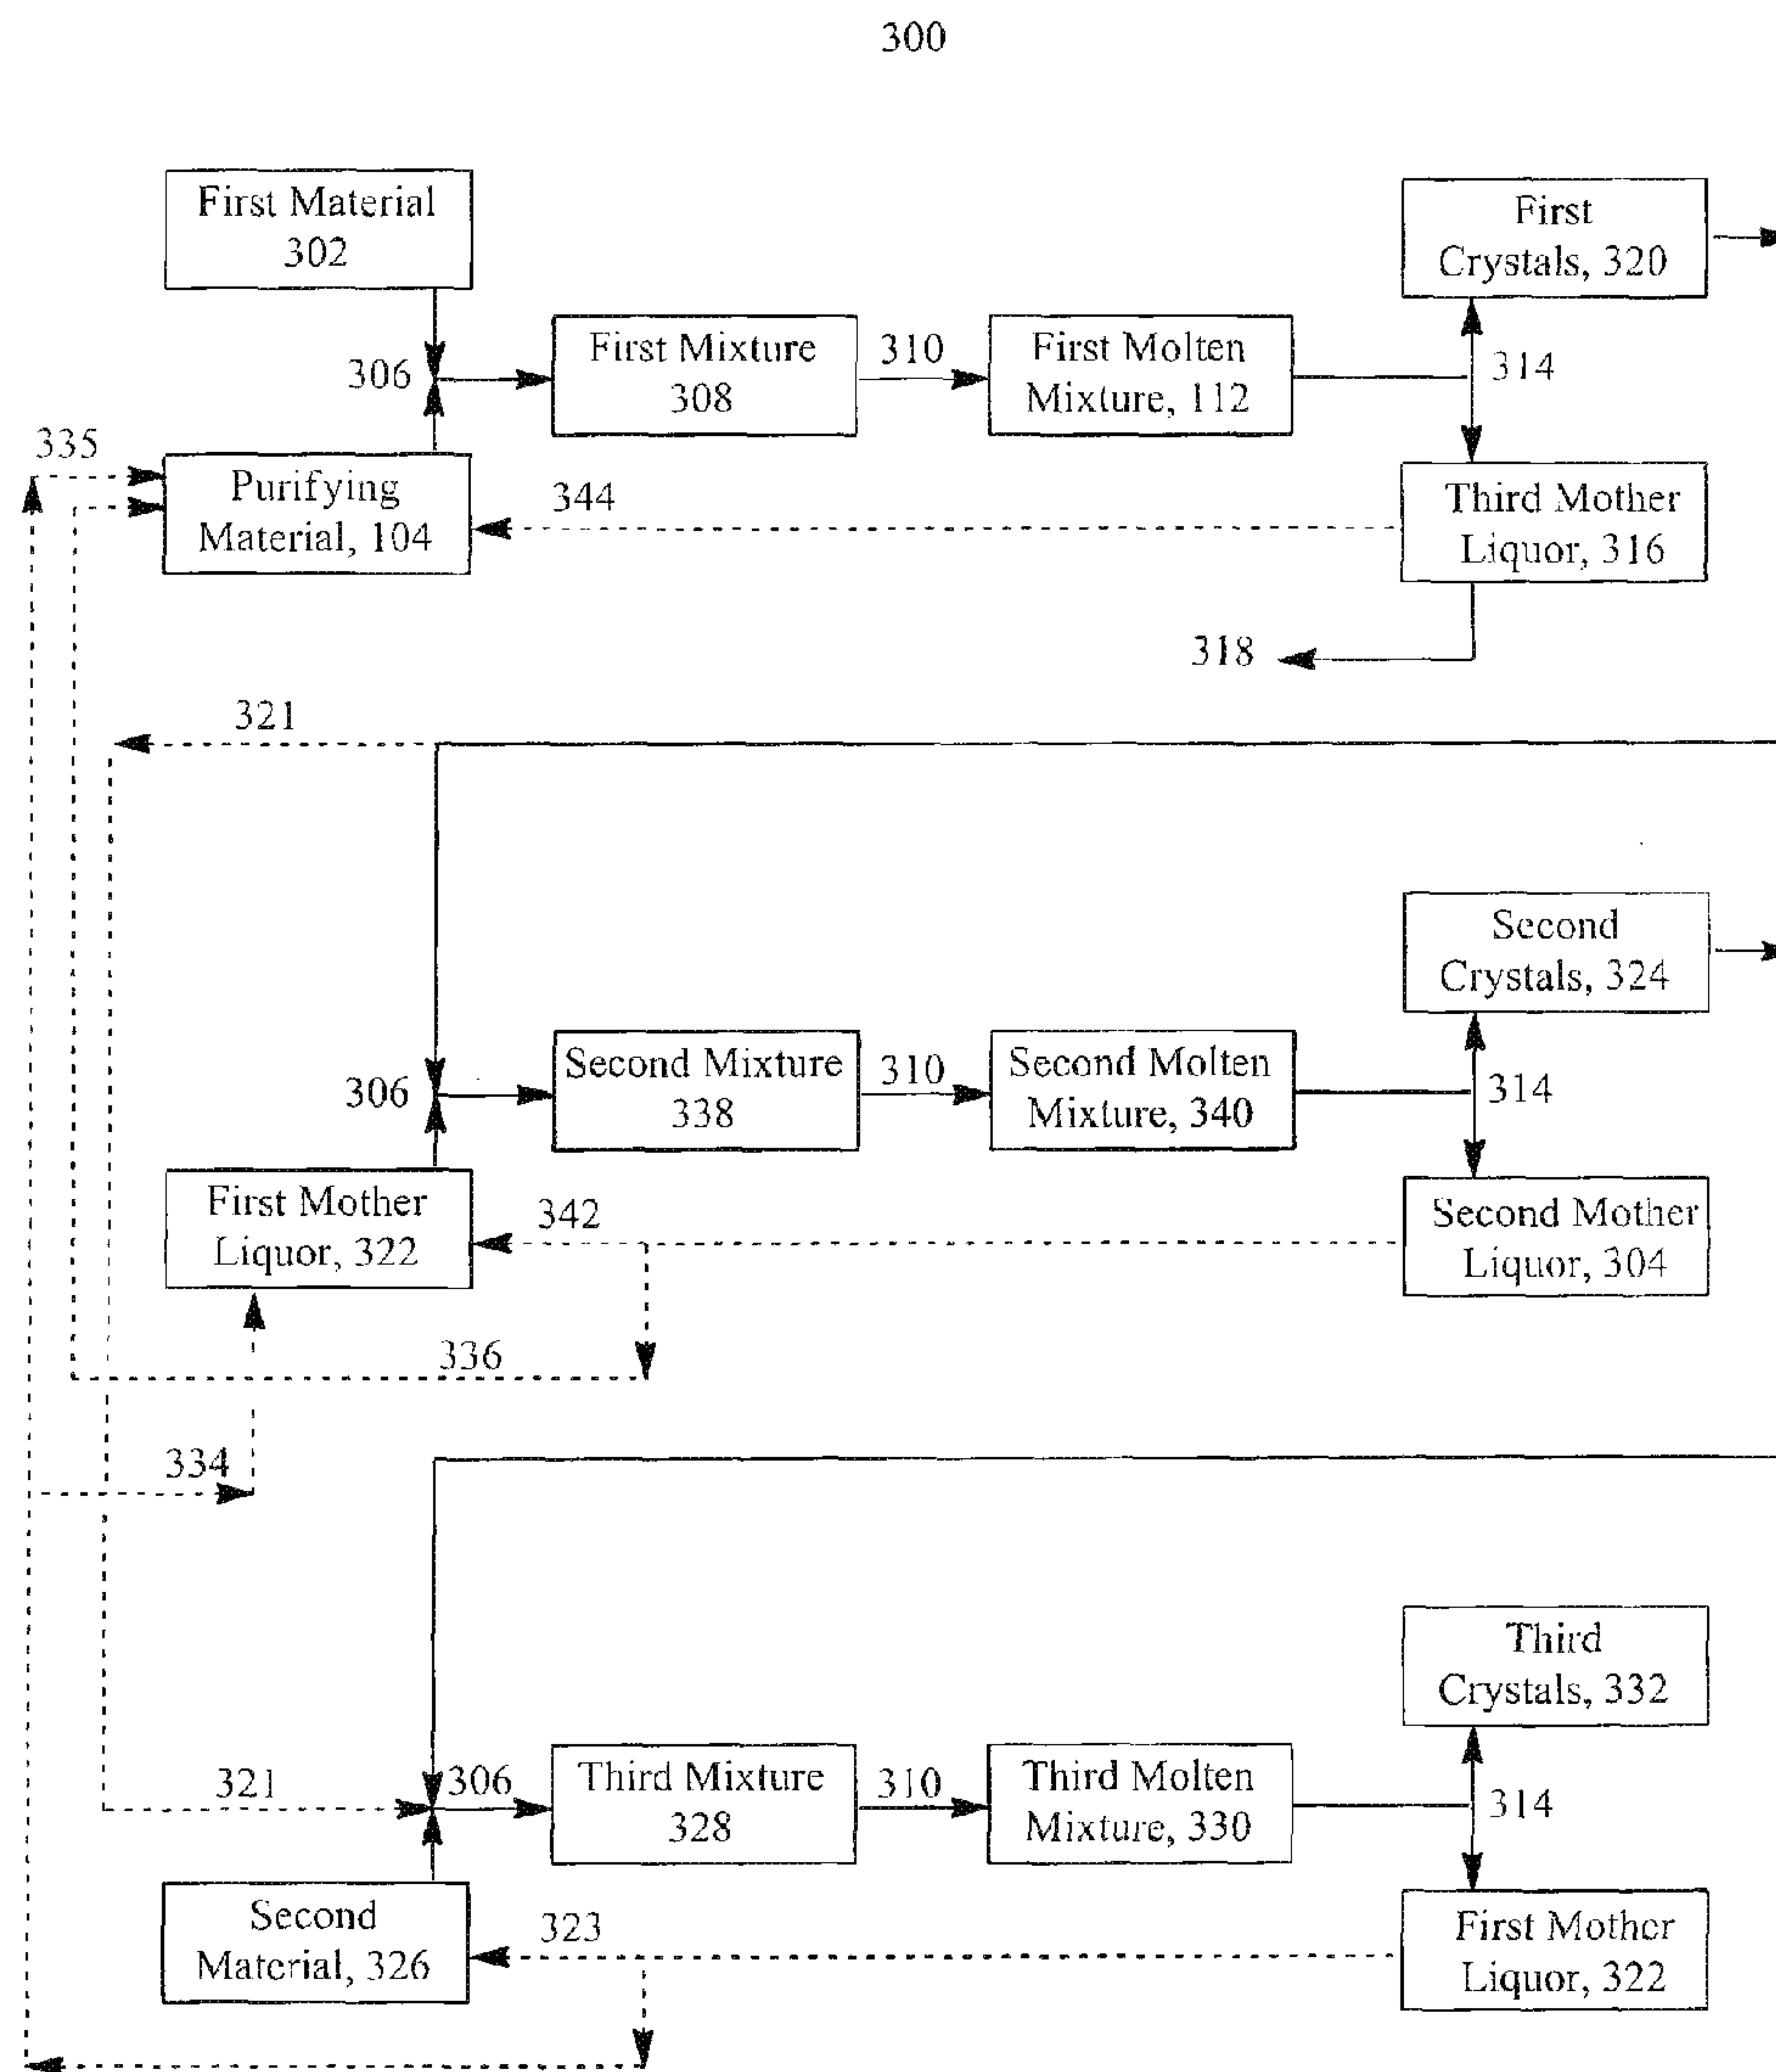 300
First Material
302
First
Crystals, 320
306
First Mixture
308
310
First Molten
Mixture, 112
314
335
Purifying
Material, 104
344
Third Mother
Liquor, 316
318
321
Second
Crystals, 324
306
Second Mixture
338
310
Second Molten
Mixture, 340
314
First Mother
Liquor, 322
342
Second Mother
Liquor, 304
336
334
Third
Crystals, 332
321
306
Third Mixture
328
310
Third Molten
Mixture, 330
314
Second
Material, 326
323
First Mother
Liquor, 322